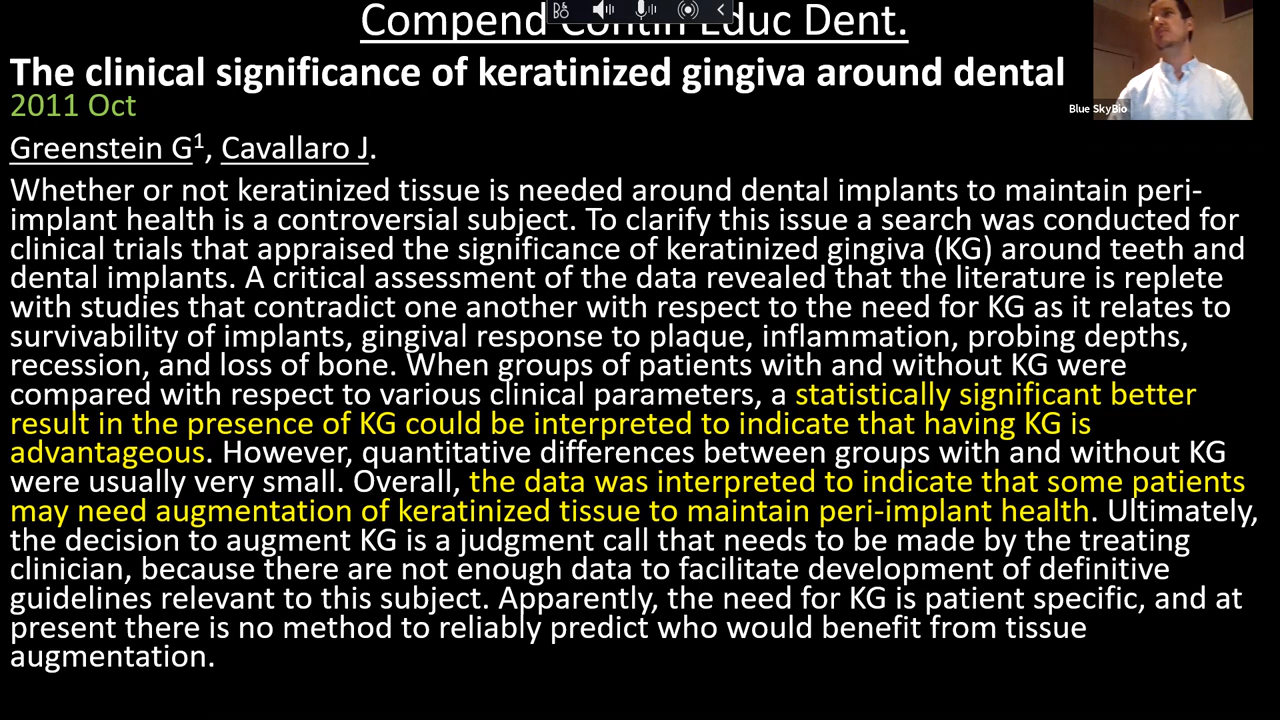 Compend Contin Educ Dent.
The clinical significance of keratinized gingiva around dental
2011 Oct
Blue SkyBio
Greenstein G1, Cavallaro J.
Whether or not keratinized tissue is needed around dental implants to maintain peri-
implant health is a controversial subject. To clarify this issue a search was conducted for
clinical trials that appraised the significance of keratinized gingiva (KG) around teeth and
dental implants. A critical assessment of the data revealed that the literature is replete
with studies that contradict one another with respect to the need for KG as it relates to
survivability of implants, gingival response to plaque, inflammation, probing depths,
recession, and loss of bone. When groups of patients with and without KG were
compared with respect to various clinical parameters, a statistically significant better
result in the presence of KG could be interpreted to indicate that having KG is
advantageous. However, quantitative differences between groups with and without KG
were usually very small. Overall, the data was interpreted to indicate that some patients
may need augmentation of keratinized tissue to maintain peri-implant health. Ultimately,
the decision to augment KG is a judgment call that needs to be made by the treating
clinician, because there are not enough data to facilitate development of definitive
guidelines relevant to this subject. Apparently, the need for KG is patient specific, and at
present there is no method to reliably predict who would benefit from tissue
augmentation.